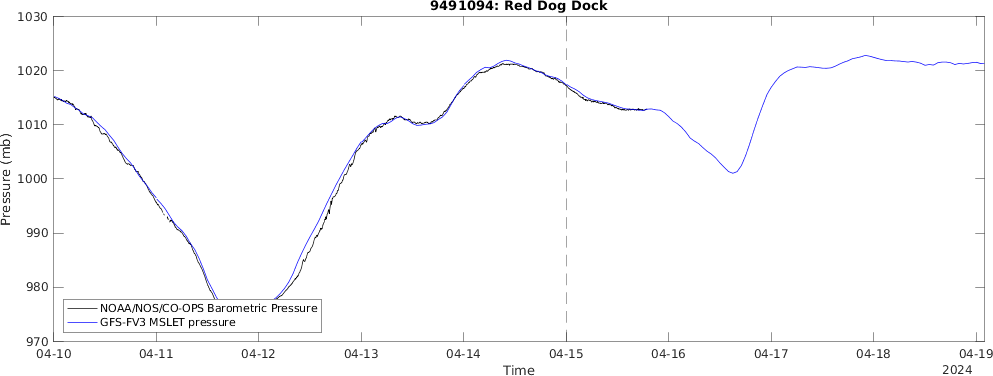 9491094: Red Dog Dock
1030
1020
1010
1000
990
980
970
Pressure (mb)
NOAA/NOS/CO-OPS Barometric Pressure
GFS-FV3 MSLET pressure
04-10 04-11 04-12 04-13 04-14 04-15 04-16 04-17 04-18 04-19
Time
2024